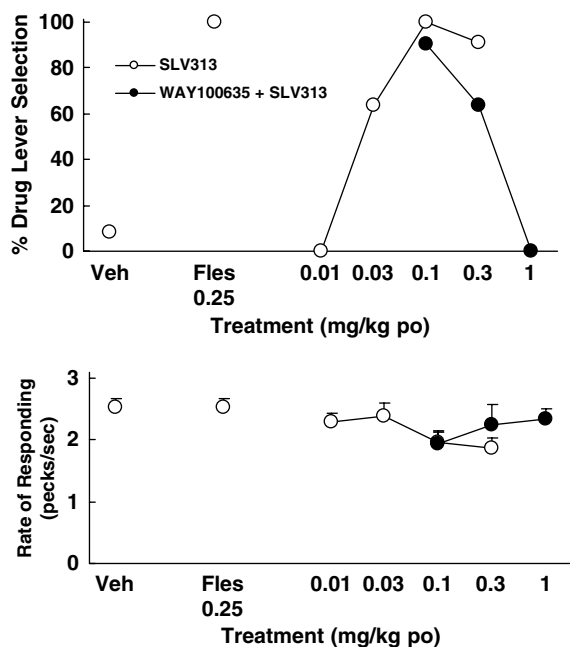 100
80
60
40
20
0
% Drug Lever Selection
SLV313
WAY100635 + SLV313
Veh Fles 0.01 0.03 0.1 0.3 1
0.25
Treatment (mg/kg po)
3
2
1
0
Rate of Responding
(pecks/sec)
Veh Fles 0.01 0.03 0.1 0.3 1
0.25
Treatment (mg/kg po)